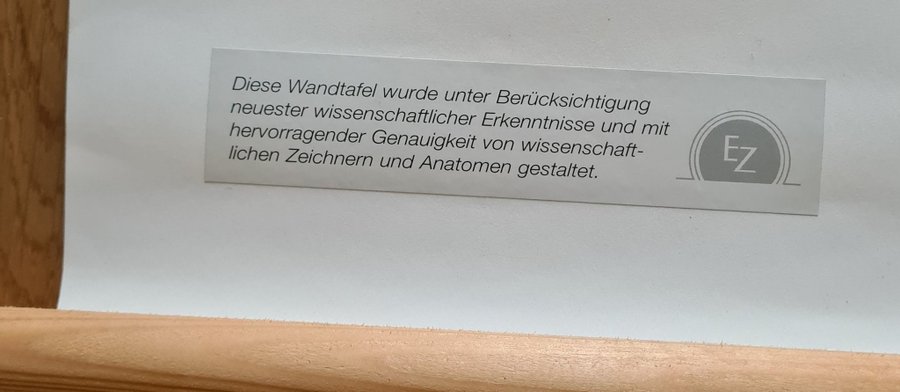 Diese Wandtafel wurde unter Berücksichtigung
neuester wissenschaftlicher Erkenntnisse und mit
hervorragender Genauigkeit von wissenschaft-
lichen Zeichnern und Anatomen gestaltet.
EZ